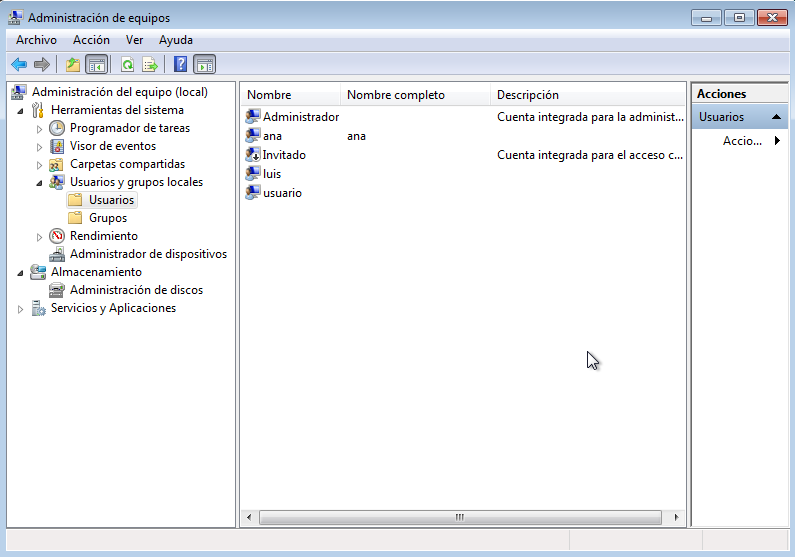 Administración de equipos
Archivo Acción Ver Ayuda
Administración del equipo (local)
Herramientas del sistema
Programador de tareas
Visor de eventos
Carpetas compartidas
Usuarios y grupos locales
Usuarios
Grupos
Rendimiento
Administrador de dispositivos
Almacenamiento
Administración de discos
Servicios y Aplicaciones
Nombre Nombre completo Descripción
Administrador Cuenta integrada para la administ...
ana ana
Invitado Cuenta integrada para el acceso c...
luis
usuario
Acciones
Usuarios
Accio...